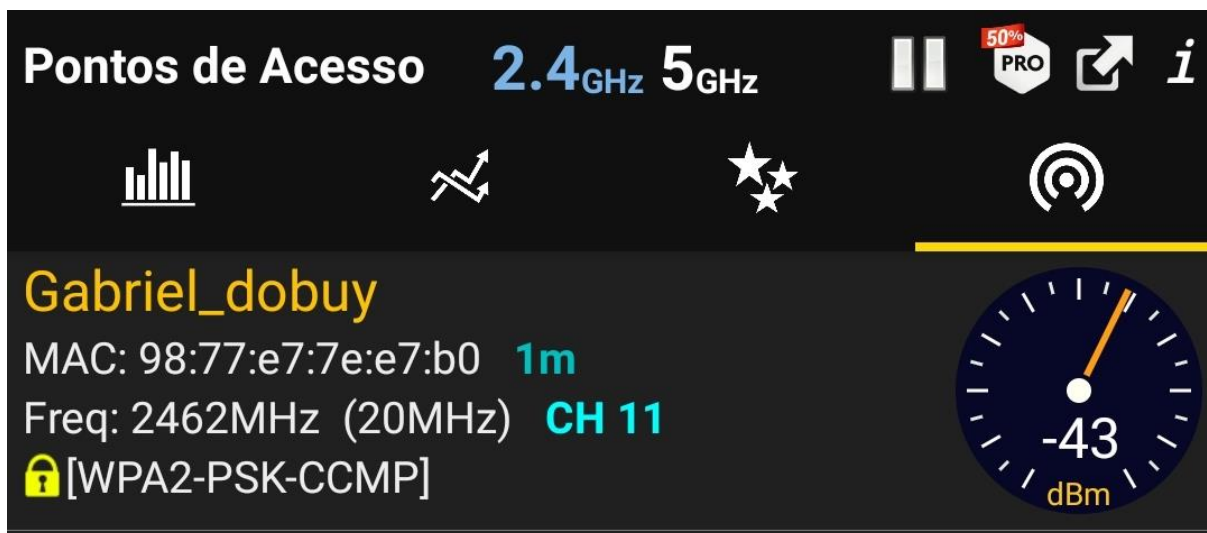 Pontos de Acesso 2.4GHz 5GHz 50% PRO i
Gabriel_dobuy
MAC: 98:77:e7:7e:e7:b0 1m
Freq: 2462MHz (20MHz) CH 11
[WPA2-PSK-CCMP]
-43
dBm